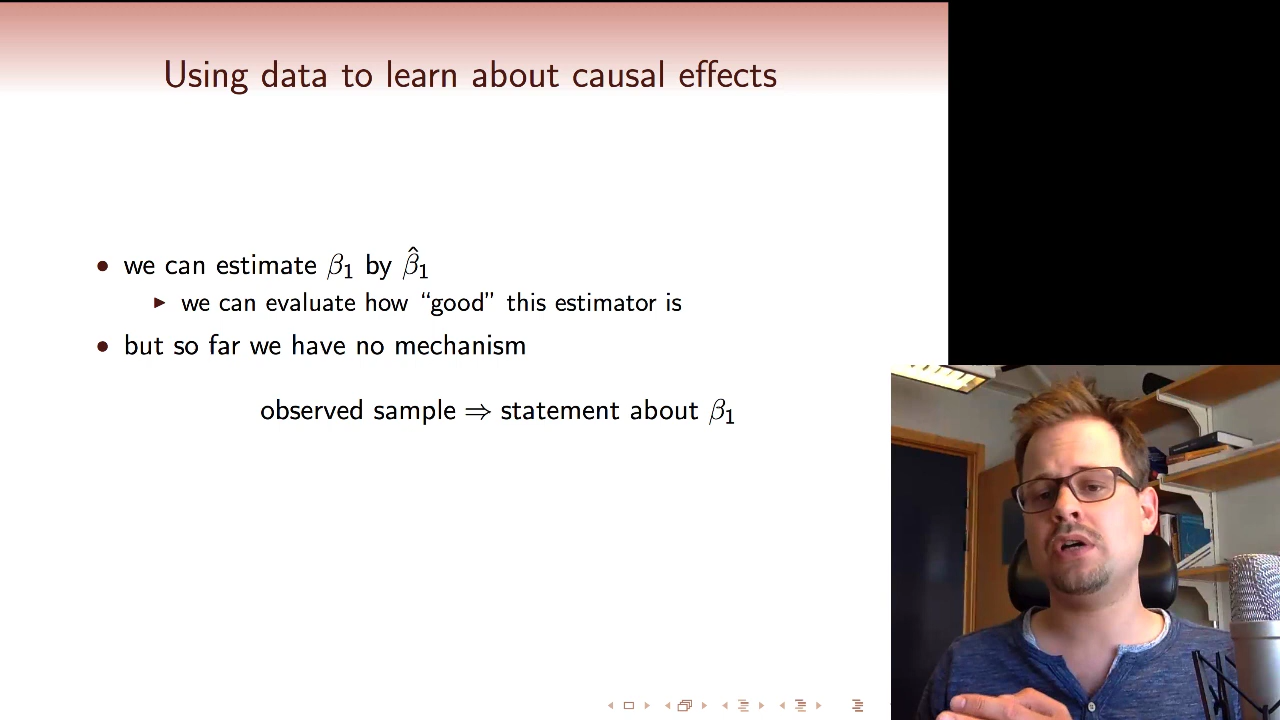 Using data to learn about causal effects
• we can estimate β₁ by β̂₁
▶ we can evaluate how “good” this estimator is
• but so far we have no mechanism
observed sample ⇒ statement about β₁